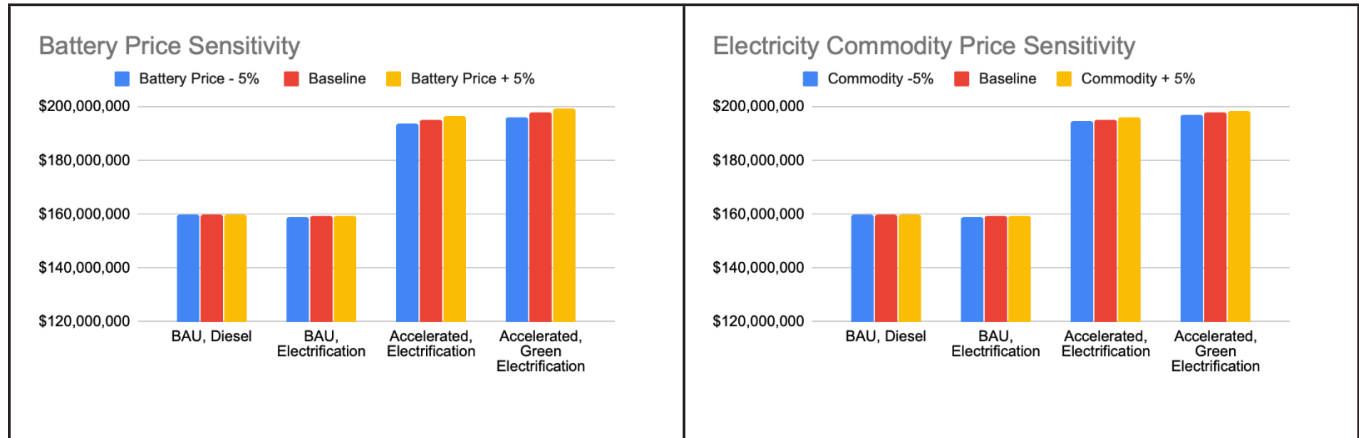 Battery Price Sensitivity
Battery Price - 5% Baseline Battery Price + 5%
$200,000,000
$180,000,000
$160,000,000
$140,000,000
$120,000,000
BAU, Diesel
BAU,
Electrification
Accelerated,
Electrification
Accelerated,
Green
Electrification
Electricity Commodity Price Sensitivity
Commodity -5% Baseline Commodity + 5%
$200,000,000
$180,000,000
$160,000,000
$140,000,000
$120,000,000
BAU, Diesel
BAU,
Electrification
Accelerated,
Electrification
Accelerated,
Green
Electrification